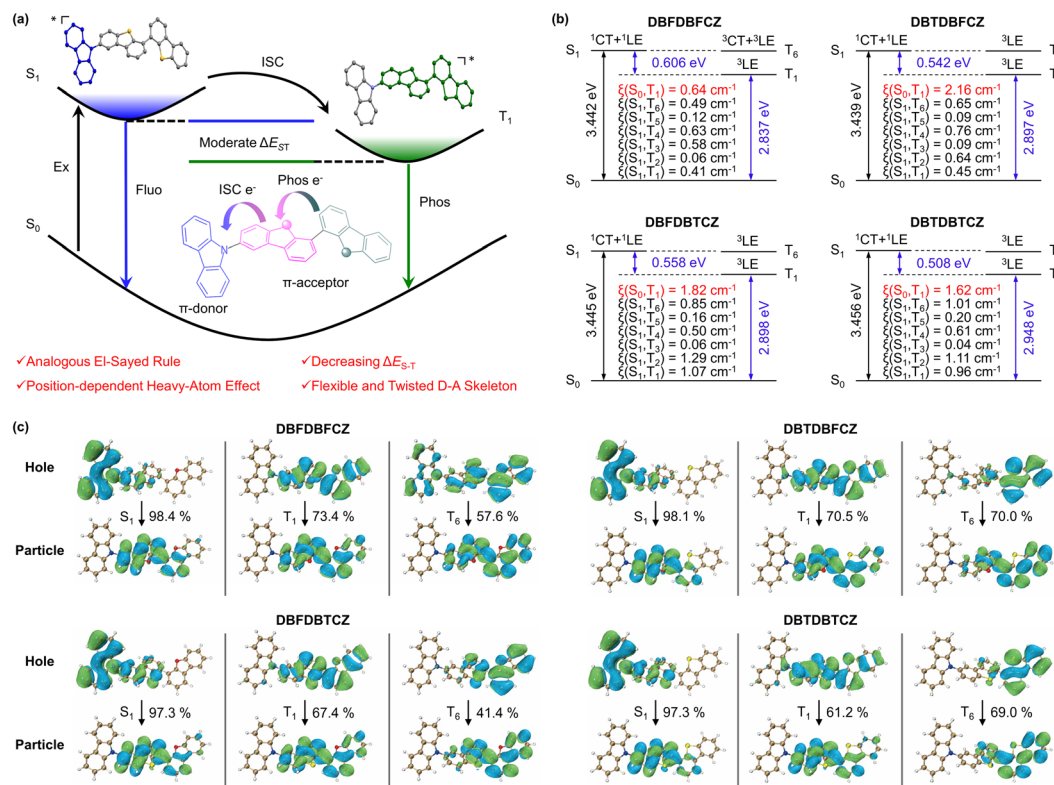 (a)
*
S1
ISC
*
T1
Moderate ΔEST
Ex
Fluo
Phos
ISC e-
Phos e-
S0
N
π-donor
π-acceptor
✓Analogous El-Sayed Rule
✓Decreasing ΔES-T
✓Position-dependent Heavy-Atom Effect
✓Flexible and Twisted D-A Skeleton
(b)
DBFDBFCZ
S1
1CT+1LE
3CT+3LE
T6
0.606 eV
3LE
T1
3.442 eV
ξ(S0,T1) = 0.64 cm-1
ξ(S1,T6) = 0.49 cm-1
ξ(S1,T5) = 0.12 cm-1
ξ(S1,T4) = 0.63 cm-1
ξ(S1,T3) = 0.58 cm-1
ξ(S1,T2) = 0.06 cm-1
ξ(S1,T1) = 0.41 cm-1
2.837 eV
S0
DBTDBFCZ
S1
1CT+1LE
3LE
T6
0.542 eV
3LE
T1
3.439 eV
ξ(S0,T1) = 2.16 cm-1
ξ(S1,T6) = 0.65 cm-1
ξ(S1,T5) = 0.09 cm-1
ξ(S1,T4) = 0.76 cm-1
ξ(S1,T3) = 0.09 cm-1
ξ(S1,T2) = 0.64 cm-1
ξ(S1,T1) = 0.45 cm-1
2.897 eV
S0
DBFDBTCZ
S1
1CT+1LE
3LE
T6
0.558 eV
3LE
T1
3.445 eV
ξ(S0,T1) = 1.82 cm-1
ξ(S1,T6) = 0.85 cm-1
ξ(S1,T5) = 0.16 cm-1
ξ(S1,T4) = 0.50 cm-1
ξ(S1,T3) = 0.06 cm-1
ξ(S1,T2) = 1.29 cm-1
ξ(S1,T1) = 1.07 cm-1
2.898 eV
S0
DBTDBTCZ
S1
1CT+1LE
3LE
T6
0.508 eV
3LE
T1
3.456 eV
ξ(S0,T1) = 1.62 cm-1
ξ(S1,T6) = 1.01 cm-1
ξ(S1,T5) = 0.20 cm-1
ξ(S1,T4) = 0.61 cm-1
ξ(S1,T3) = 0.04 cm-1
ξ(S1,T2) = 1.11 cm-1
ξ(S1,T1) = 0.96 cm-1
2.948 eV
S0
(c)
DBFDBFCZ
DBTDBFCZ
Hole
S1 98.4 %
T1 73.4 %
T6 57.6 %
S1 98.1 %
T1 70.5 %
T6 70.0 %
Particle
DBFDBTCZ
DBTDBTCZ
Hole
S1 97.3 %
T1 67.4 %
T6 41.4 %
S1 97.3 %
T1 61.2 %
T6 69.0 %
Particle